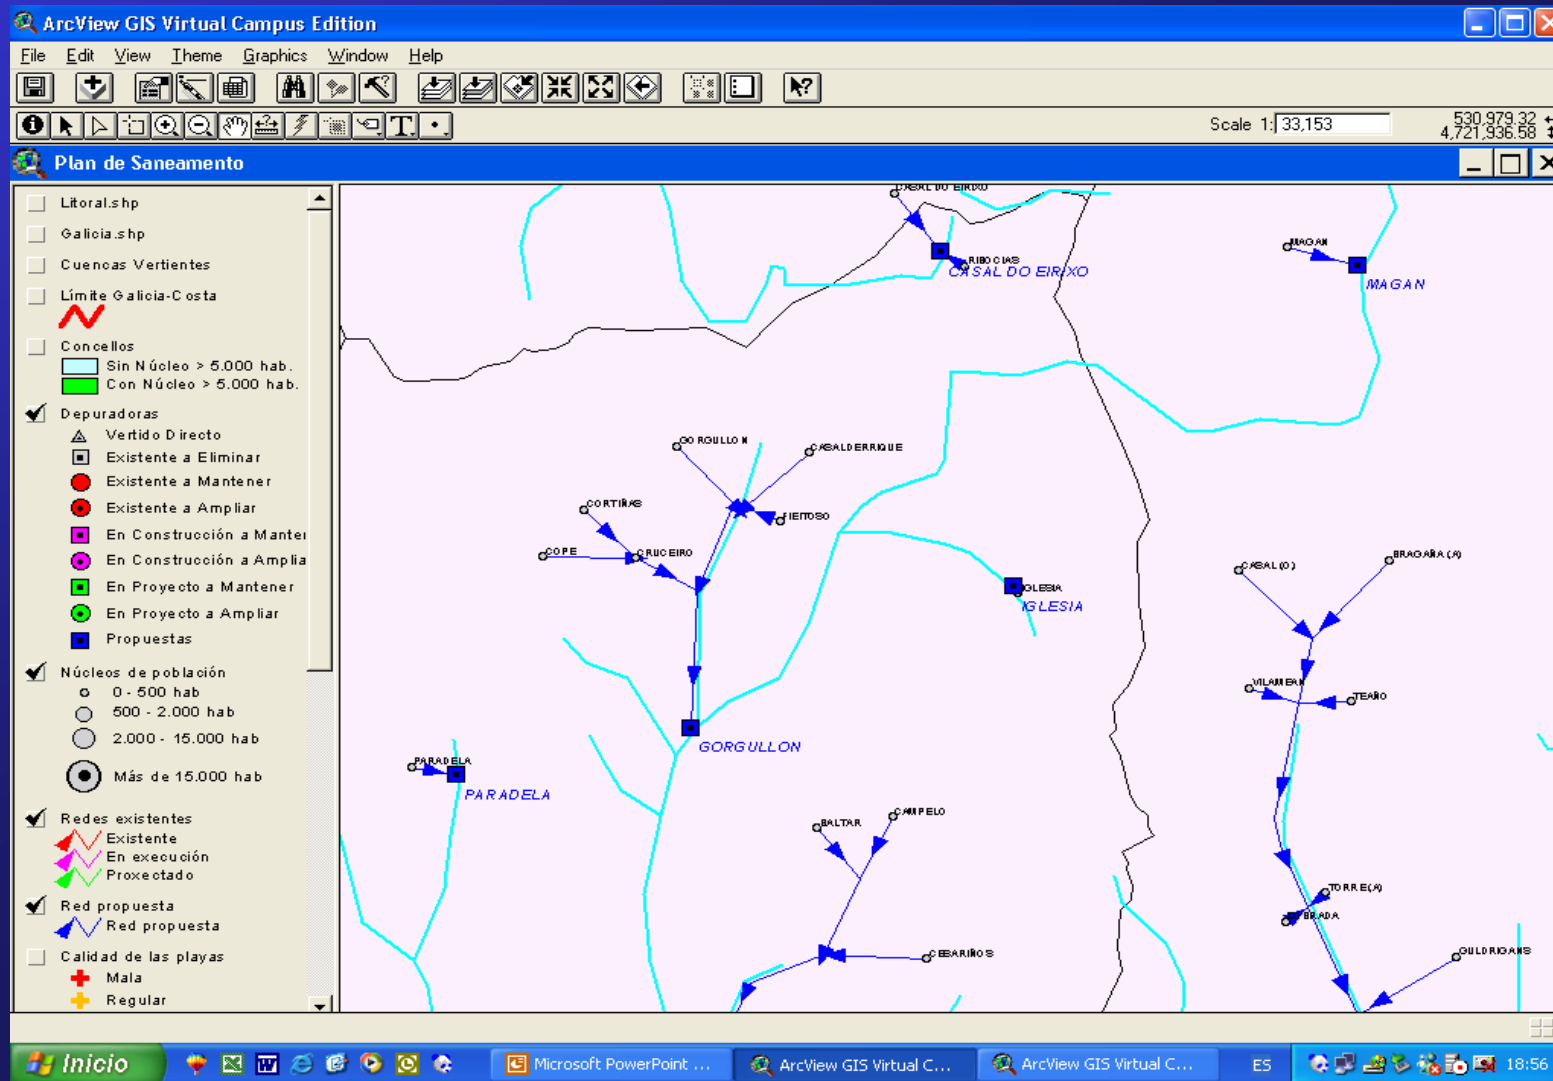 ArcView GIS Virtual Campus Edition
File Edit View Theme Graphics Window Help
Scale 1: 33,153
530,979.32
4,721,936.58
Plan de Saneamento
Litoral.shp
Galicia.shp
Cuencas Vertientes
Límite Galicia-Costa
Concellos
Sin Núcleo > 5.000 hab.
Con Núcleo > 5.000 hab.
Depuradoras
Vertido Directo
Existente a Eliminar
Existente a Mantener
Existente a Ampliar
En Construcción a Mante
En Construcción a Amplia
En Proyecto a Mantener
En Proyecto a Ampliar
Propuestas
Núcleos de población
0 - 500 hab
500 - 2.000 hab
2.000 - 15.000 hab
Más de 15.000 hab
Redes existentes
Existente
En execución
Proxectado
Red propuesta
Red propuesta
Calidad de las playas
Mala
Regular
CASAL DO EIRIXO
RIBOCIAS
CASAL DO EIRIXO
MAGAN
MAGAN
GORGULLON
CASALDERRIQUE
CORTIÑAS
FIEITOSO
COPE
CRUCEIRO
BRAGAÑA (A)
CASAL (O)
IGLESIA
IGLESIA
VILAMEAN
TEAÑO
GORGULLON
PARADELA
PARADELA
BALTAR
CAMPELO
TORRE (A)
CESARIÑOS
GULDRIGANS
Inicio
Microsoft PowerPoint ...
ArcView GIS Virtual C...
ArcView GIS Virtual C...
ES
18:56